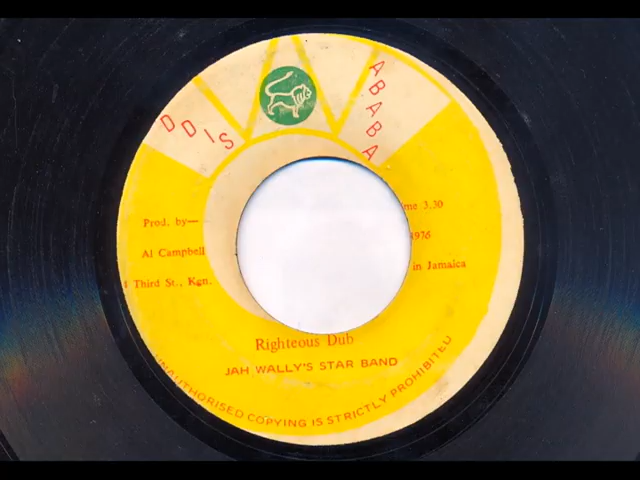 DDIS
ABABA
Prod. by—
Al Campbell
Third St., Kgn.
me 3.30
1976
in Jamaica
Righteous Dub
JAH WALLY'S STAR BAND
UNAUTHORISED COPYING IS STRICTLY PROHIBITED